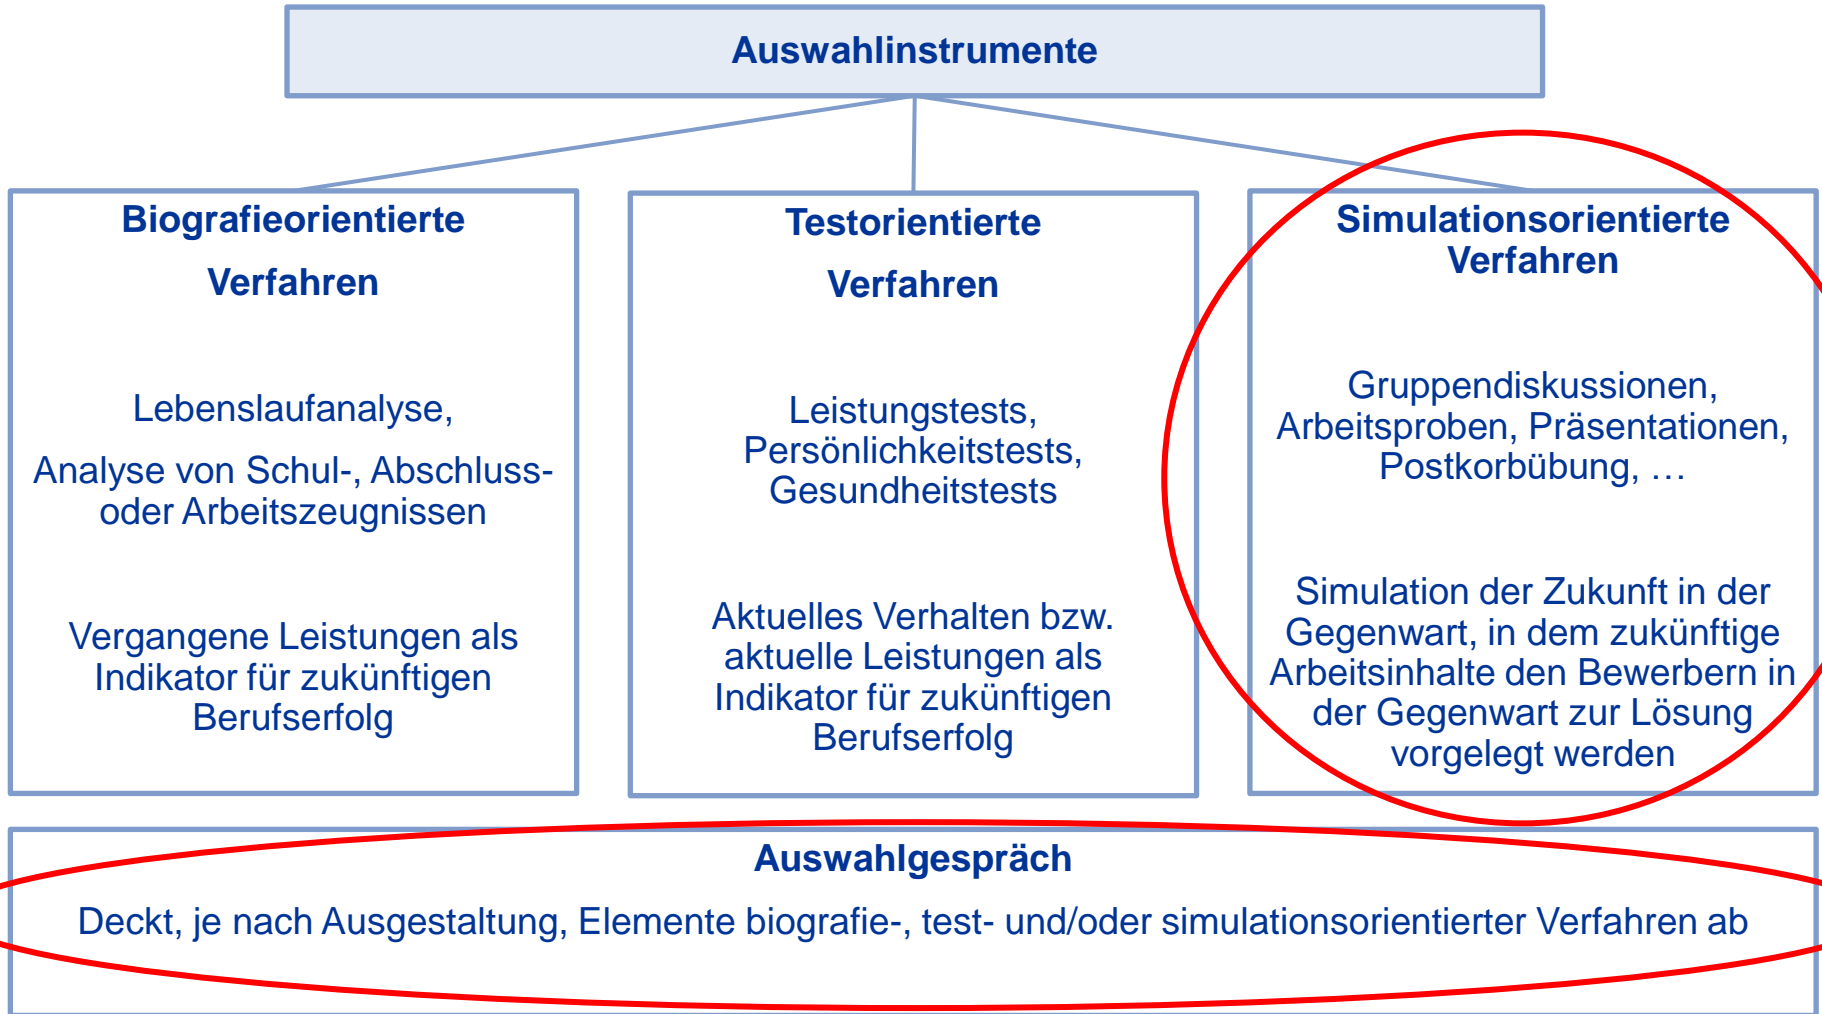 Auswahlinstrumente
Biografieorientierte
Verfahren
Lebenslaufanalyse,
Analyse von Schul-, Abschluss-
oder Arbeitszeugnissen
Vergangene Leistungen als
Indikator für zukünftigen
Berufserfolg
Testorientierte
Verfahren
Leistungstests,
Persönlichkeitstests,
Gesundheitstests
Aktuelles Verhalten bzw.
aktuelle Leistungen als
Indikator für zukünftigen
Berufserfolg
Simulationsorientierte
Verfahren
Gruppendiskussionen,
Arbeitsproben, Präsentationen,
Postkorbübung, …
Simulation der Zukunft in der
Gegenwart, in dem zukünftige
Arbeitsinhalte den Bewerbern in
der Gegenwart zur Lösung
vorgelegt werden
Auswahlgespräch
Deckt, je nach Ausgestaltung, Elemente biografie-, test- und/oder simulationsorientierter Verfahren ab